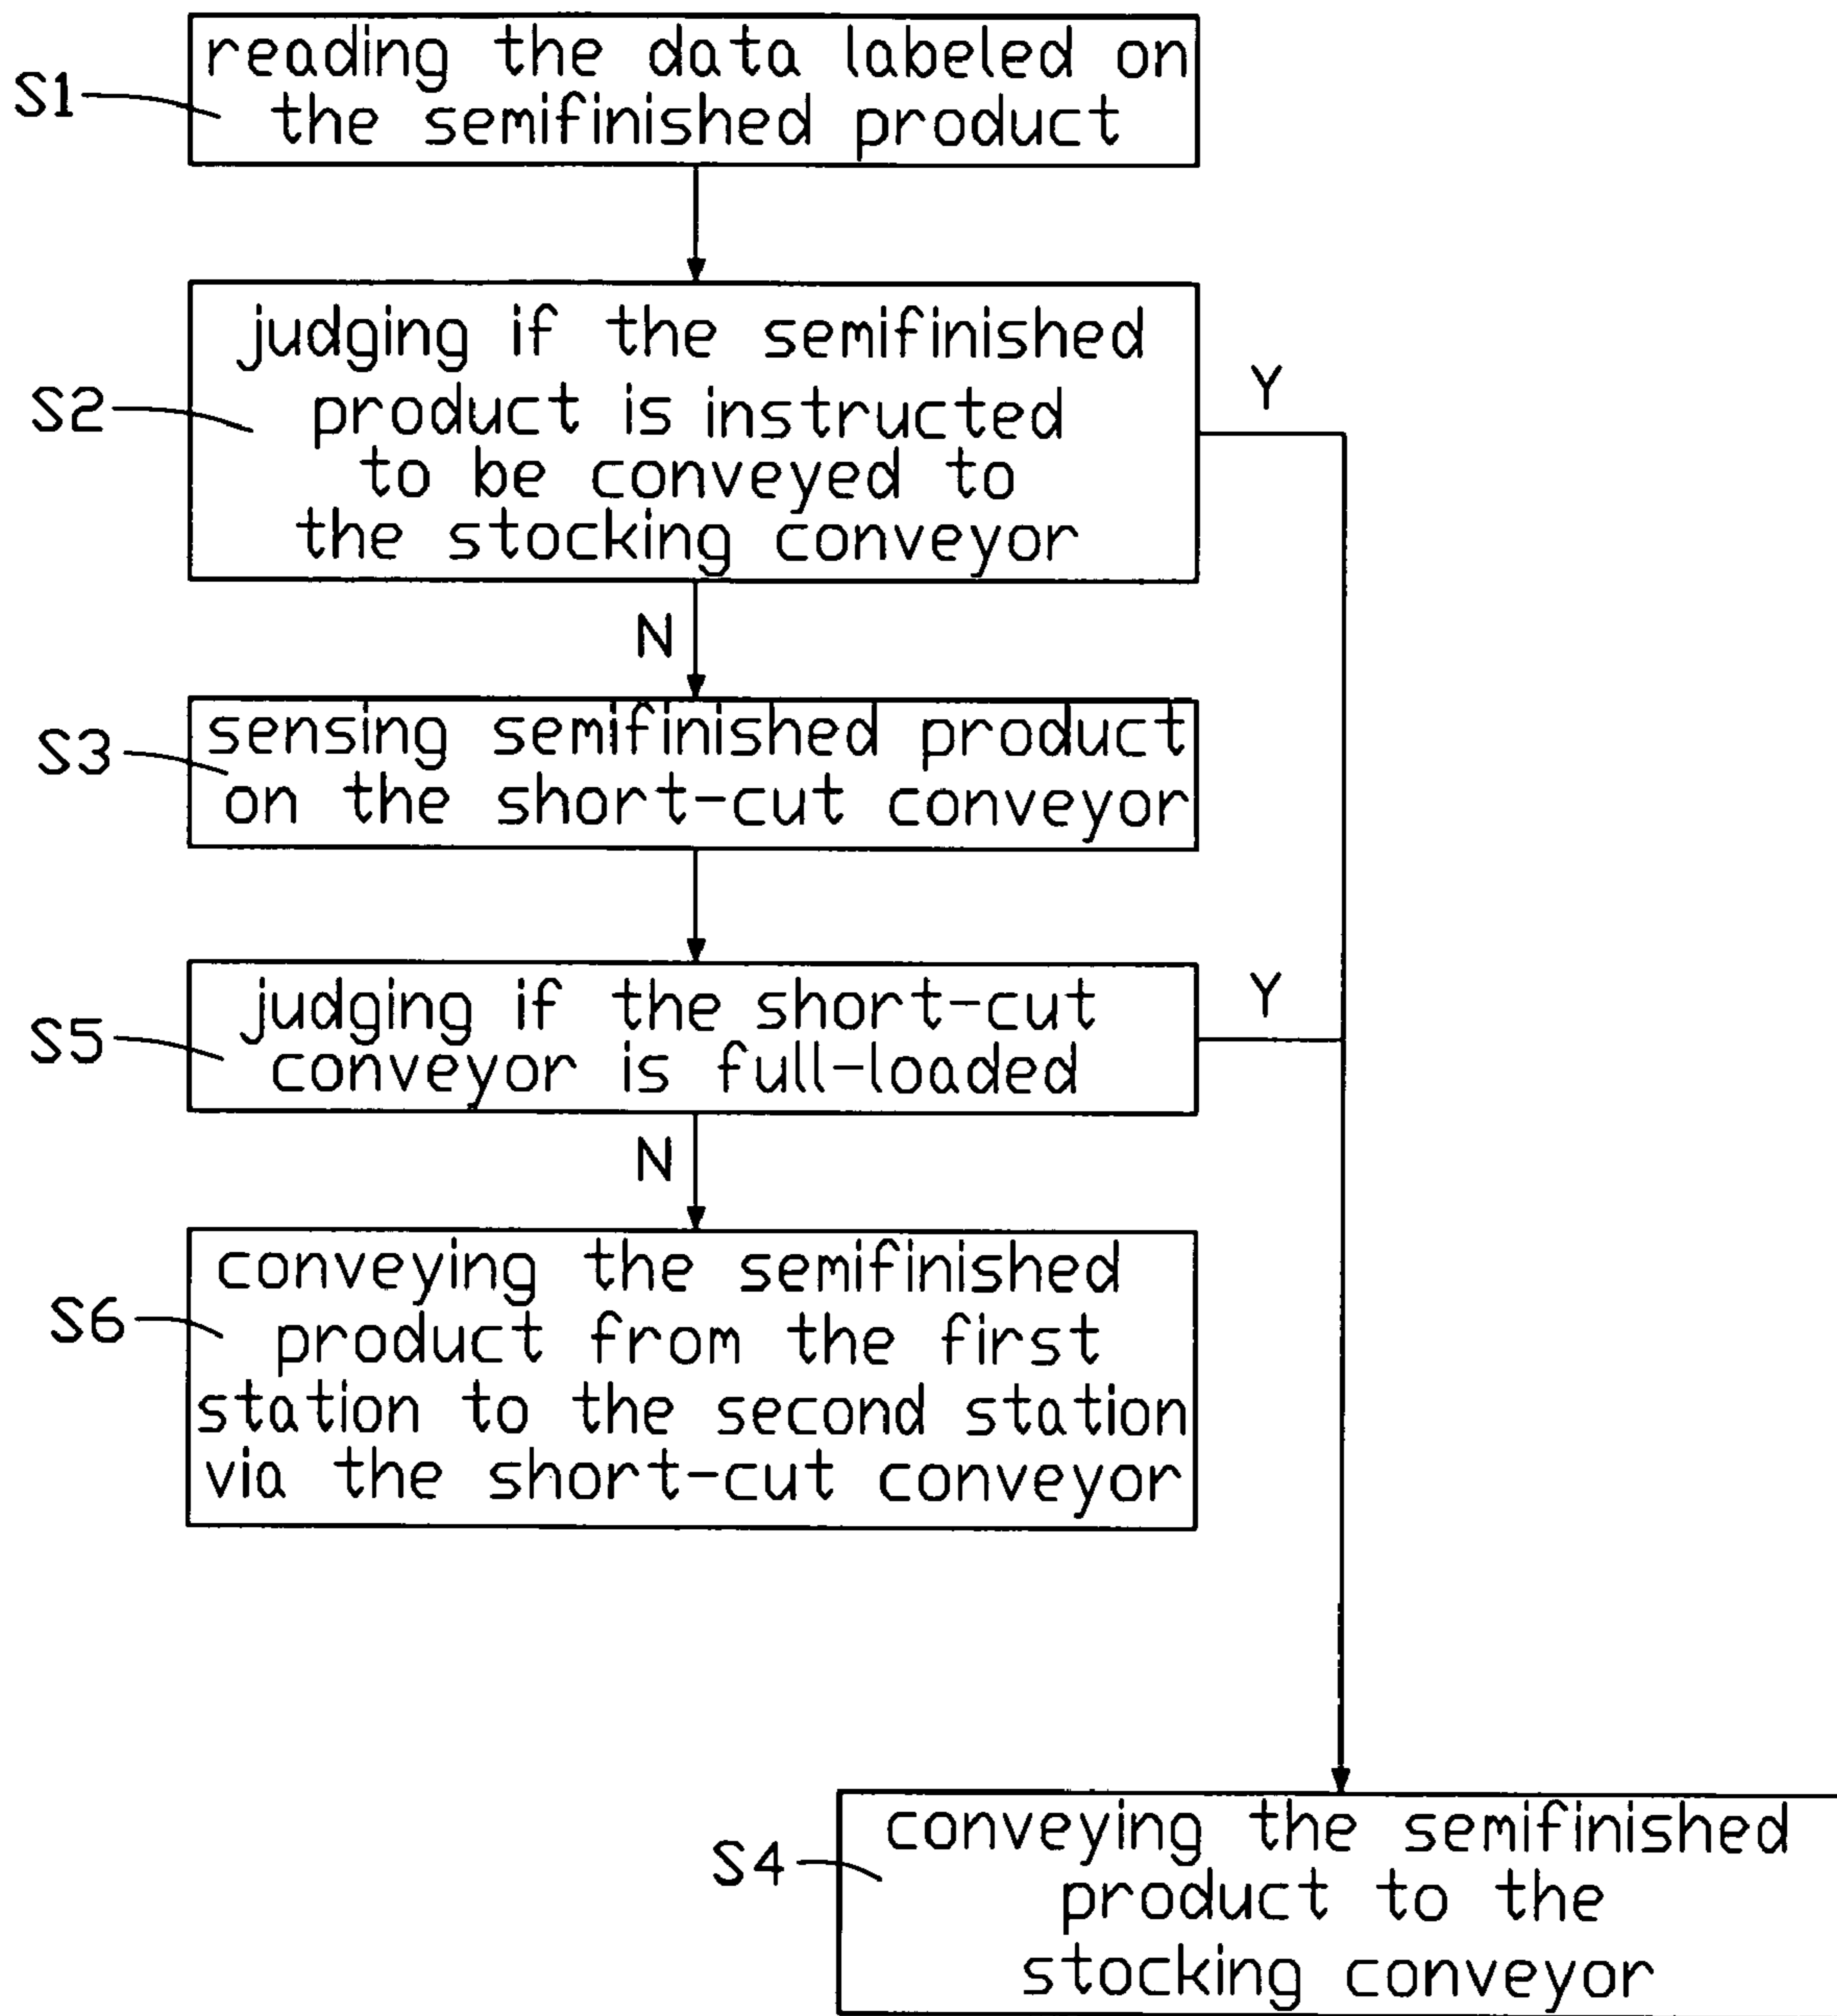 S1
reading the data labeled on
the semifinished product
S2
judging if the semifinished
product is instructed
to be conveyed to
the stocking conveyor
Y
N
S3
sensing semifinished product
on the short-cut conveyor
S5
judging if the short-cut
conveyor is full-loaded
Y
N
S6
conveying the semifinished
product from the first
station to the second station
via the short-cut conveyor
S4
conveying the semifinished
product to the
stocking conveyor